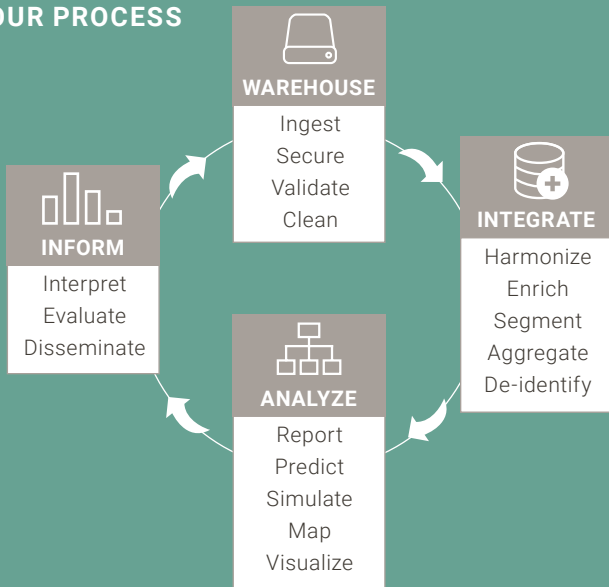 OUR PROCESS
WAREHOUSE
Ingest
Secure
Validate
Clean
INTEGRATE
Harmonize
Enrich
Segment
Aggregate
De-identify
ANALYZE
Report
Predict
Simulate
Map
Visualize
INFORM
Interpret
Evaluate
Disseminate